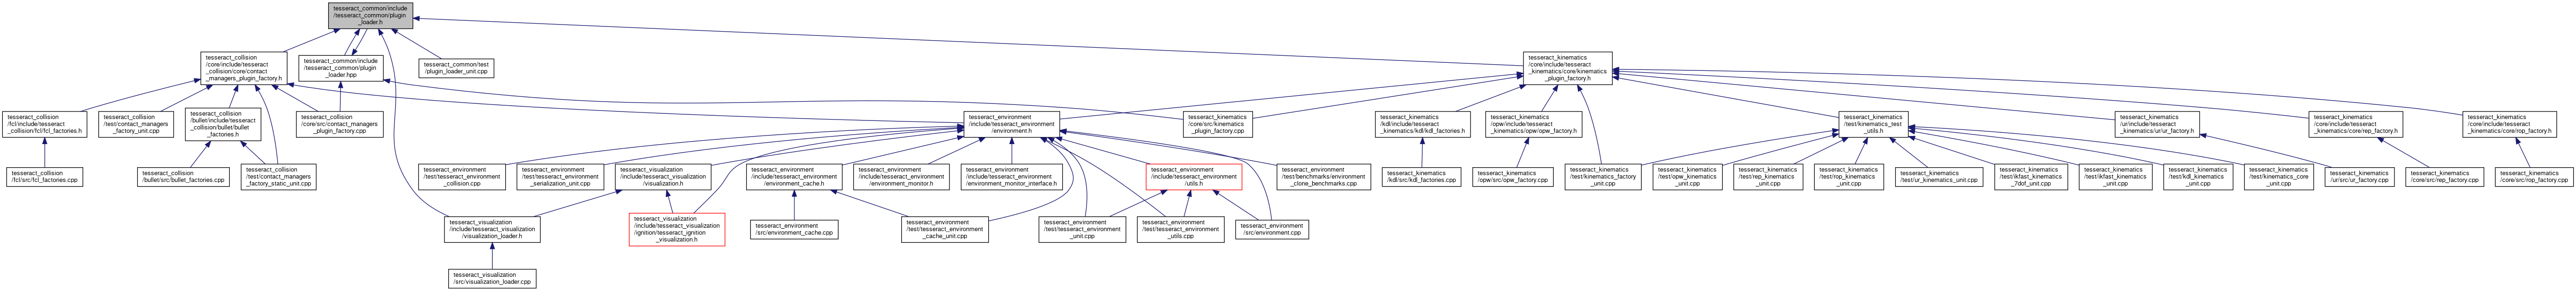 tesseract_common/include
/tesseract_common/plugin
_loader.h
tesseract_collision
/core/include/tesseract
_collision/core/contact
_managers_plugin_factory.h
tesseract_common/include
/tesseract_common/plugin
_loader.hpp
tesseract_common/test
/plugin_loader_unit.cpp
tesseract_kinematics
/core/include/tesseract
_kinematics/core/kinematics
_plugin_factory.h
tesseract_collision
/fcl/include/tesseract
_collision/fcl/fcl_factories.h
tesseract_collision
/test/contact_managers
_factory_unit.cpp
tesseract_collision
/bullet/include/tesseract
_collision/bullet/bullet
_factories.h
tesseract_collision
/core/src/contact_managers
_plugin_factory.cpp
tesseract_environment
/include/tesseract_environment
/environment.h
tesseract_kinematics
/core/src/kinematics
_plugin_factory.cpp
tesseract_kinematics
/kdl/include/tesseract
_kinematics/kdl/kdl_factories.h
tesseract_kinematics
/opw/include/tesseract
_kinematics/opw/opw_factory.h
tesseract_kinematics
/test/kinematics_test
_utils.h
tesseract_kinematics
/ur/include/tesseract
_kinematics/ur/ur_factory.h
tesseract_kinematics
/core/include/tesseract
_kinematics/core/rep_factory.h
tesseract_kinematics
/core/include/tesseract
_kinematics/core/rop_factory.h
tesseract_collision
/fcl/src/fcl_factories.cpp
tesseract_collision
/bullet/src/bullet_factories.cpp
tesseract_collision
/test/contact_managers
_factory_static_unit.cpp
tesseract_environment
/test/tesseract_environment
_collision.cpp
tesseract_environment
/test/tesseract_environment
_serialization_unit.cpp
tesseract_visualization
/include/tesseract_visualization
/visualization.h
tesseract_environment
/include/tesseract_environment
/environment_cache.h
tesseract_environment
/include/tesseract_environment
/environment_monitor.h
tesseract_environment
/include/tesseract_environment
/environment_monitor_interface.h
tesseract_environment
/include/tesseract_environment
/utils.h
tesseract_environment
/test/benchmarks/environment
_clone_benchmarks.cpp
tesseract_kinematics
/kdl/src/kdl_factories.cpp
tesseract_kinematics
/opw/src/opw_factory.cpp
tesseract_kinematics
/test/kinematics_factory
_unit.cpp
tesseract_kinematics
/test/opw_kinematics
_unit.cpp
tesseract_kinematics
/test/rep_kinematics
_unit.cpp
tesseract_kinematics
/test/rop_kinematics
_unit.cpp
tesseract_kinematics
/test/ur_kinematics_unit.cpp
tesseract_kinematics
/test/ikfast_kinematics
_7dof_unit.cpp
tesseract_kinematics
/test/ikfast_kinematics
_unit.cpp
tesseract_kinematics
/test/kdl_kinematics
_unit.cpp
tesseract_kinematics
/test/kinematics_core
_unit.cpp
tesseract_kinematics
/ur/src/ur_factory.cpp
tesseract_kinematics
/core/src/rep_factory.cpp
tesseract_kinematics
/core/src/rop_factory.cpp
tesseract_visualization
/include/tesseract_visualization
/visualization_loader.h
tesseract_visualization
/include/tesseract_visualization
/ignition/tesseract_ignition
_visualization.h
tesseract_environment
/src/environment_cache.cpp
tesseract_environment
/test/tesseract_environment
_cache_unit.cpp
tesseract_environment
/test/tesseract_environment
_unit.cpp
tesseract_environment
/test/tesseract_environment
_utils.cpp
tesseract_environment
/src/environment.cpp
tesseract_visualization
/src/visualization_loader.cpp